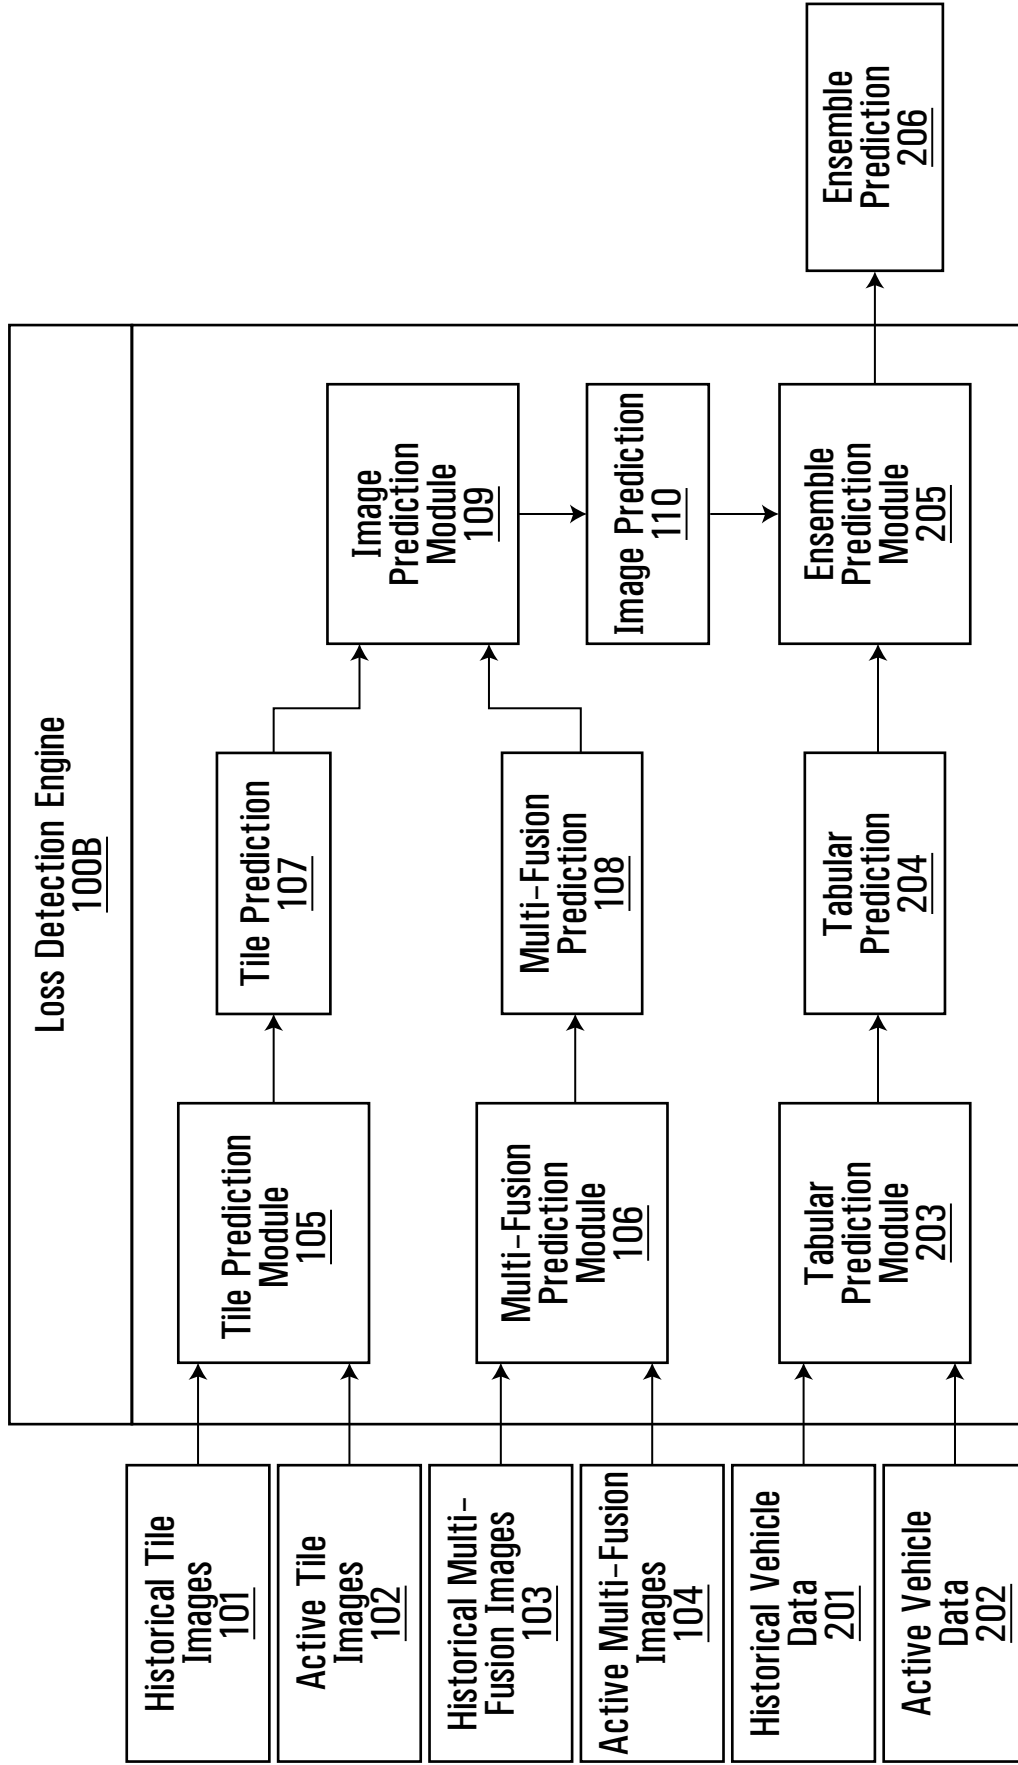 Loss Detection Engine
100B
Historical Tile
Images
101
Active Tile
Images
102
Historical Multi-
Fusion Images
103
Active Multi-Fusion
Images
104
Historical Vehicle
Data
201
Active Vehicle
Data
202
Tile Prediction
Module
105
Multi-Fusion
Prediction
Module
106
Tabular
Prediction
Module
203
Tile Prediction
107
Multi-Fusion
Prediction
108
Tabular
Prediction
204
Image
Prediction
Module
109
Image Prediction
110
Ensemble
Prediction
Module
205
Ensemble
Prediction
206